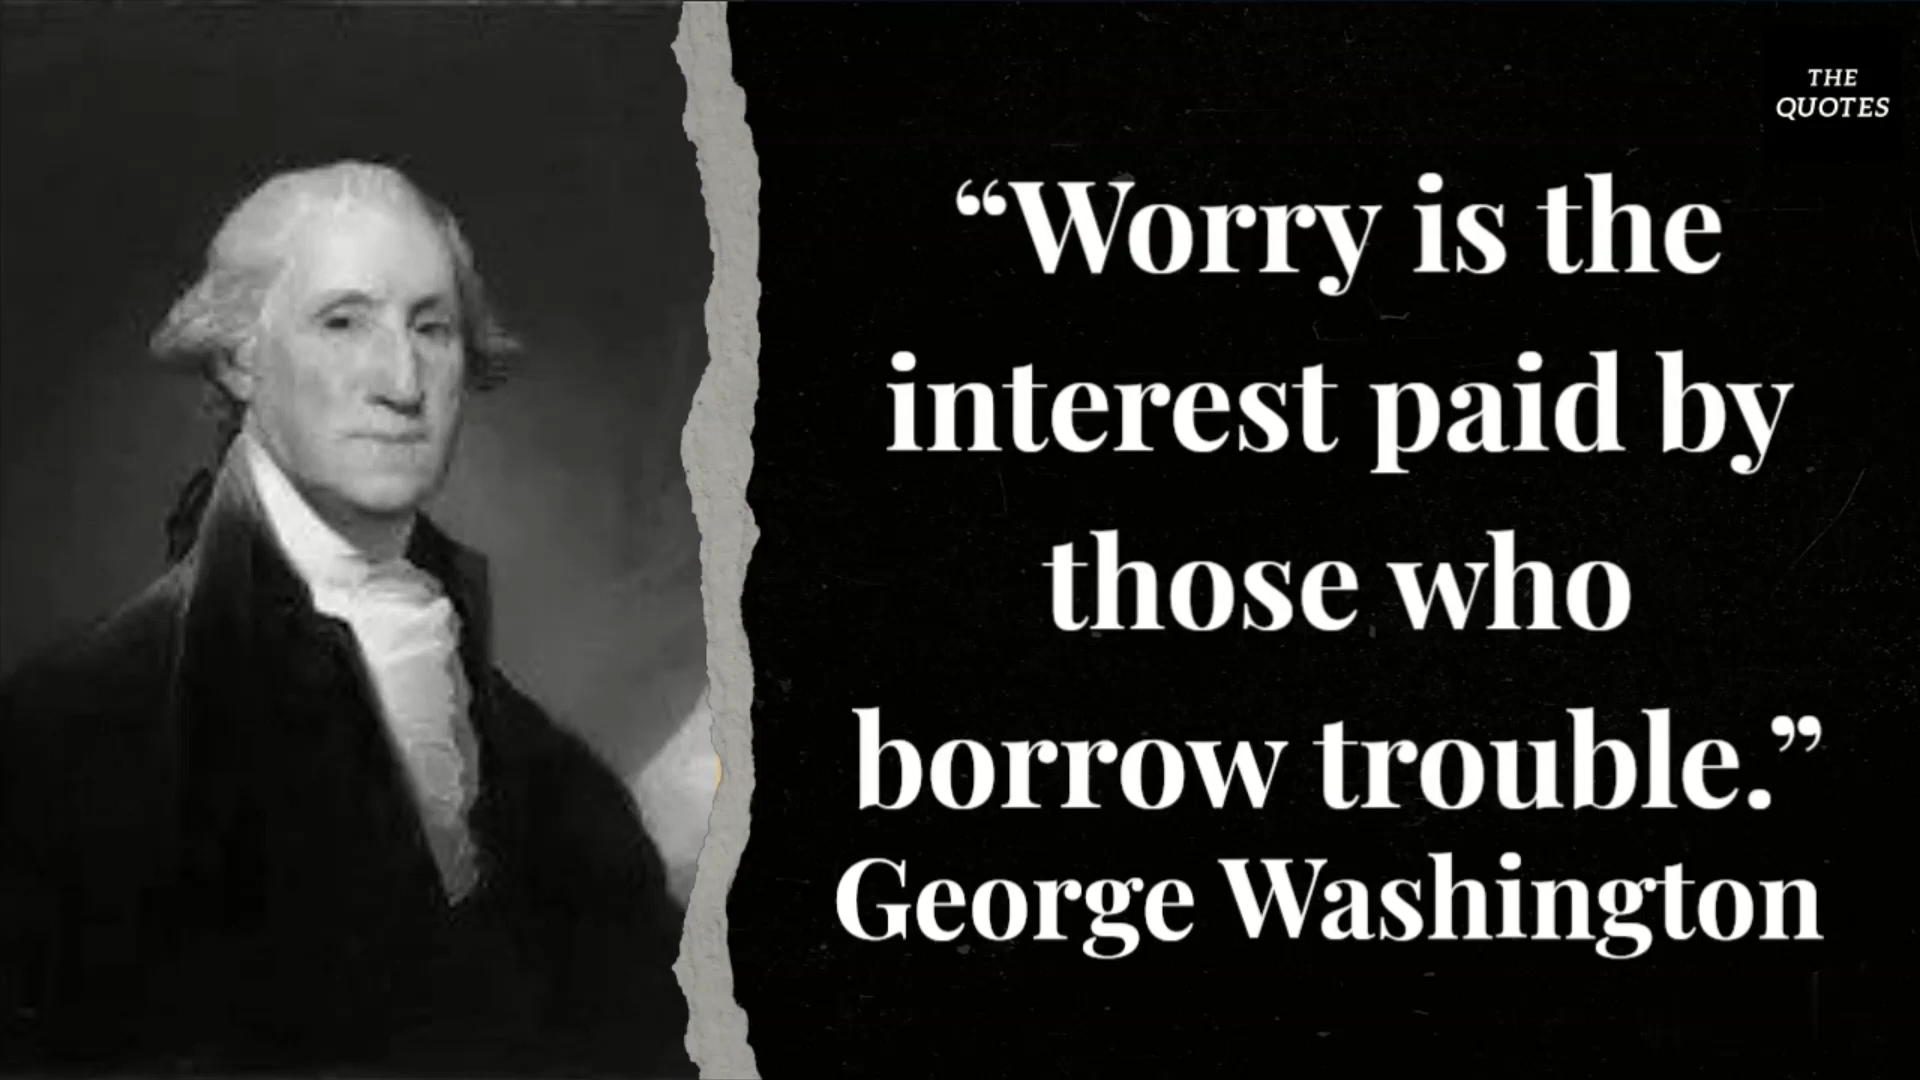 THE
QUOTES
“Worry is the
interest paid by
those who
borrow trouble.”
George Washington